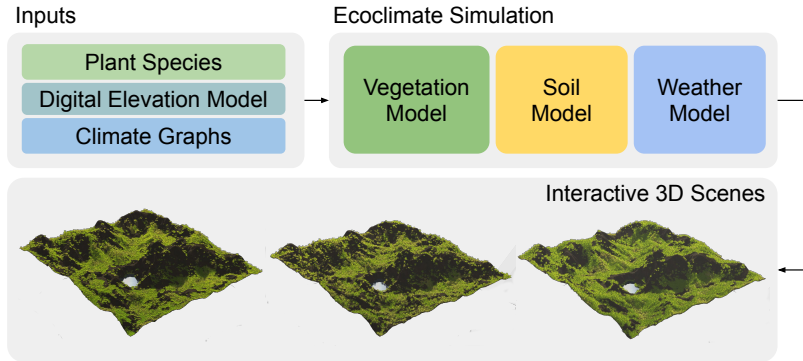 Inputs
Plant Species
Digital Elevation Model
Climate Graphs
Ecoclimate Simulation
Vegetation
Model
Soil
Model
Weather
Model
Interactive 3D Scenes